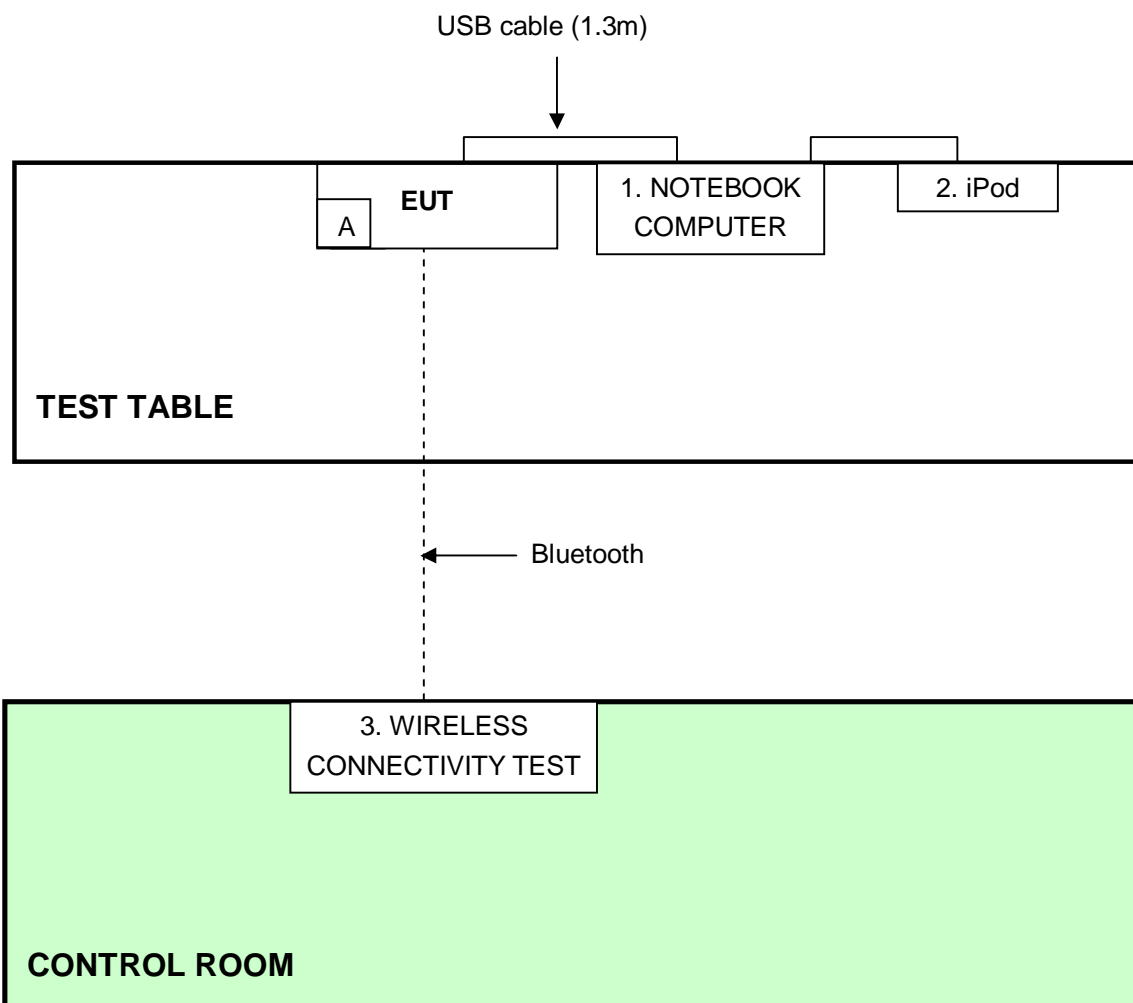 USB cable (1.3m)
EUT
A
1. NOTEBOOK
COMPUTER
2. iPod
TEST TABLE
Bluetooth
3. WIRELESS
CONNECTIVITY TEST
CONTROL ROOM